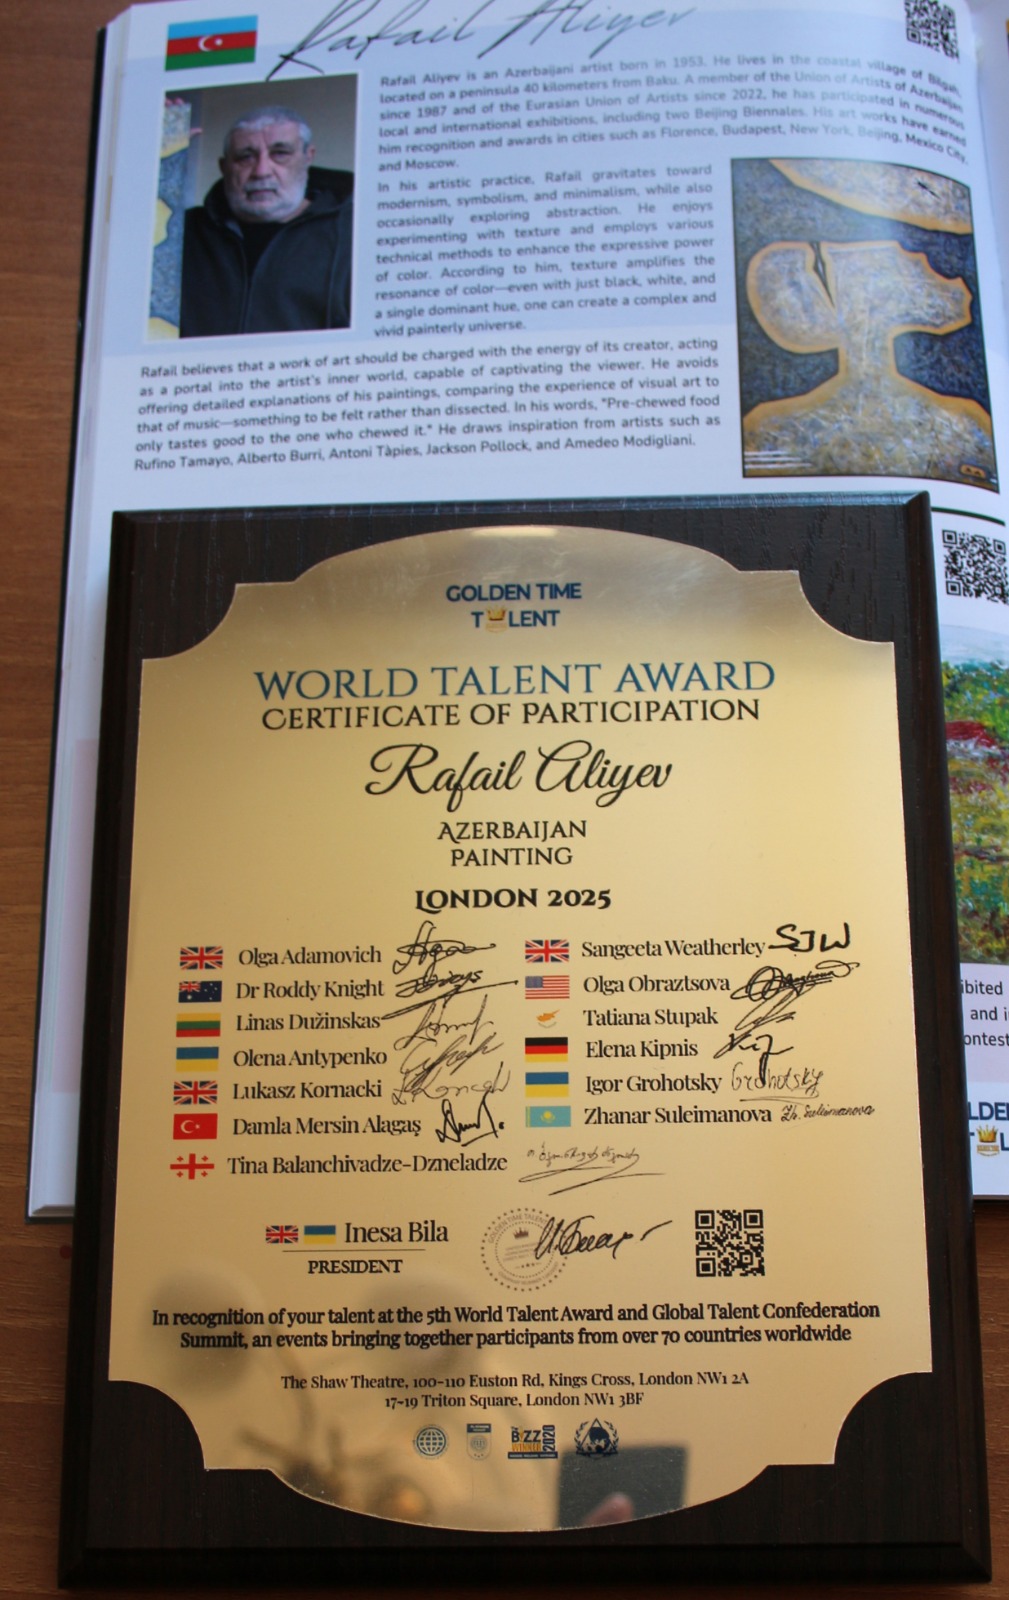 Rafail Aliyev
Rafail Aliyev is an Azerbaijani artist born in 1953. He lives in the coastal village of Bilgah,
located on a peninsula 40 kilometers from Baku. A member of the Union of Artists of Azerbaijan
since 1987 and of the Eurasian Union of Artists since 2022, he has participated in numerous
local and international exhibitions, including two Beijing Biennales. His art works have earned
him recognition and awards in cities such as Florence, Budapest, New York, Beijing, Mexico City,
and Moscow.
In his artistic practice, Rafail gravitates toward
modernism, symbolism, and minimalism, while also
occasionally exploring abstraction. He enjoys
experimenting with texture and employs various
technical methods to enhance the expressive power
of color. According to him, texture amplifies the
resonance of color—even with just black, white, and
a single dominant hue, one can create a complex and
vivid painterly universe.
Rafail believes that a work of art should be charged with the energy of its creator, acting
as a portal into the artist's inner world, capable of captivating the viewer. He avoids
offering detailed explanations of his paintings, comparing the experience of visual art to
that of music—something to be felt rather than dissected. In his words, "Pre-chewed food
only tastes good to the one who chewed it." He draws inspiration from artists such as
Rufino Tamayo, Alberto Burri, Antoni Tàpies, Jackson Pollock, and Amedeo Modigliani.
GOLDEN TIME
TALENT
WORLD TALENT AWARD
CERTIFICATE OF PARTICIPATION
Rafail Aliyev
AZERBAIJAN
PAINTING
LONDON 2025
Olga Adamovich
Sangeeta Weatherley SJW
Dr Roddy Knight
Olga Obraztsova
Linas Dužinskas
Tatiana Stupak
Olena Antypenko
Elena Kipnis
Lukasz Kornacki
Igor Grohotsky Grohotsky
Damla Mersin Alagaş
Zhanar Suleimanova Zh. Suleimanova
Tina Balanchivadze-Dzneladze
Inesa Bila
PRESIDENT
GOLDEN TIME TALENT
In recognition of your talent at the 5th World Talent Award and Global Talent Confederation
Summit, an events bringing together participants from over 70 countries worldwide
The Shaw Theatre, 100-110 Euston Rd, Kings Cross, London NW1 2A
17-19 Triton Square, London NW1 3BF
BIZZ
WINNER
2020